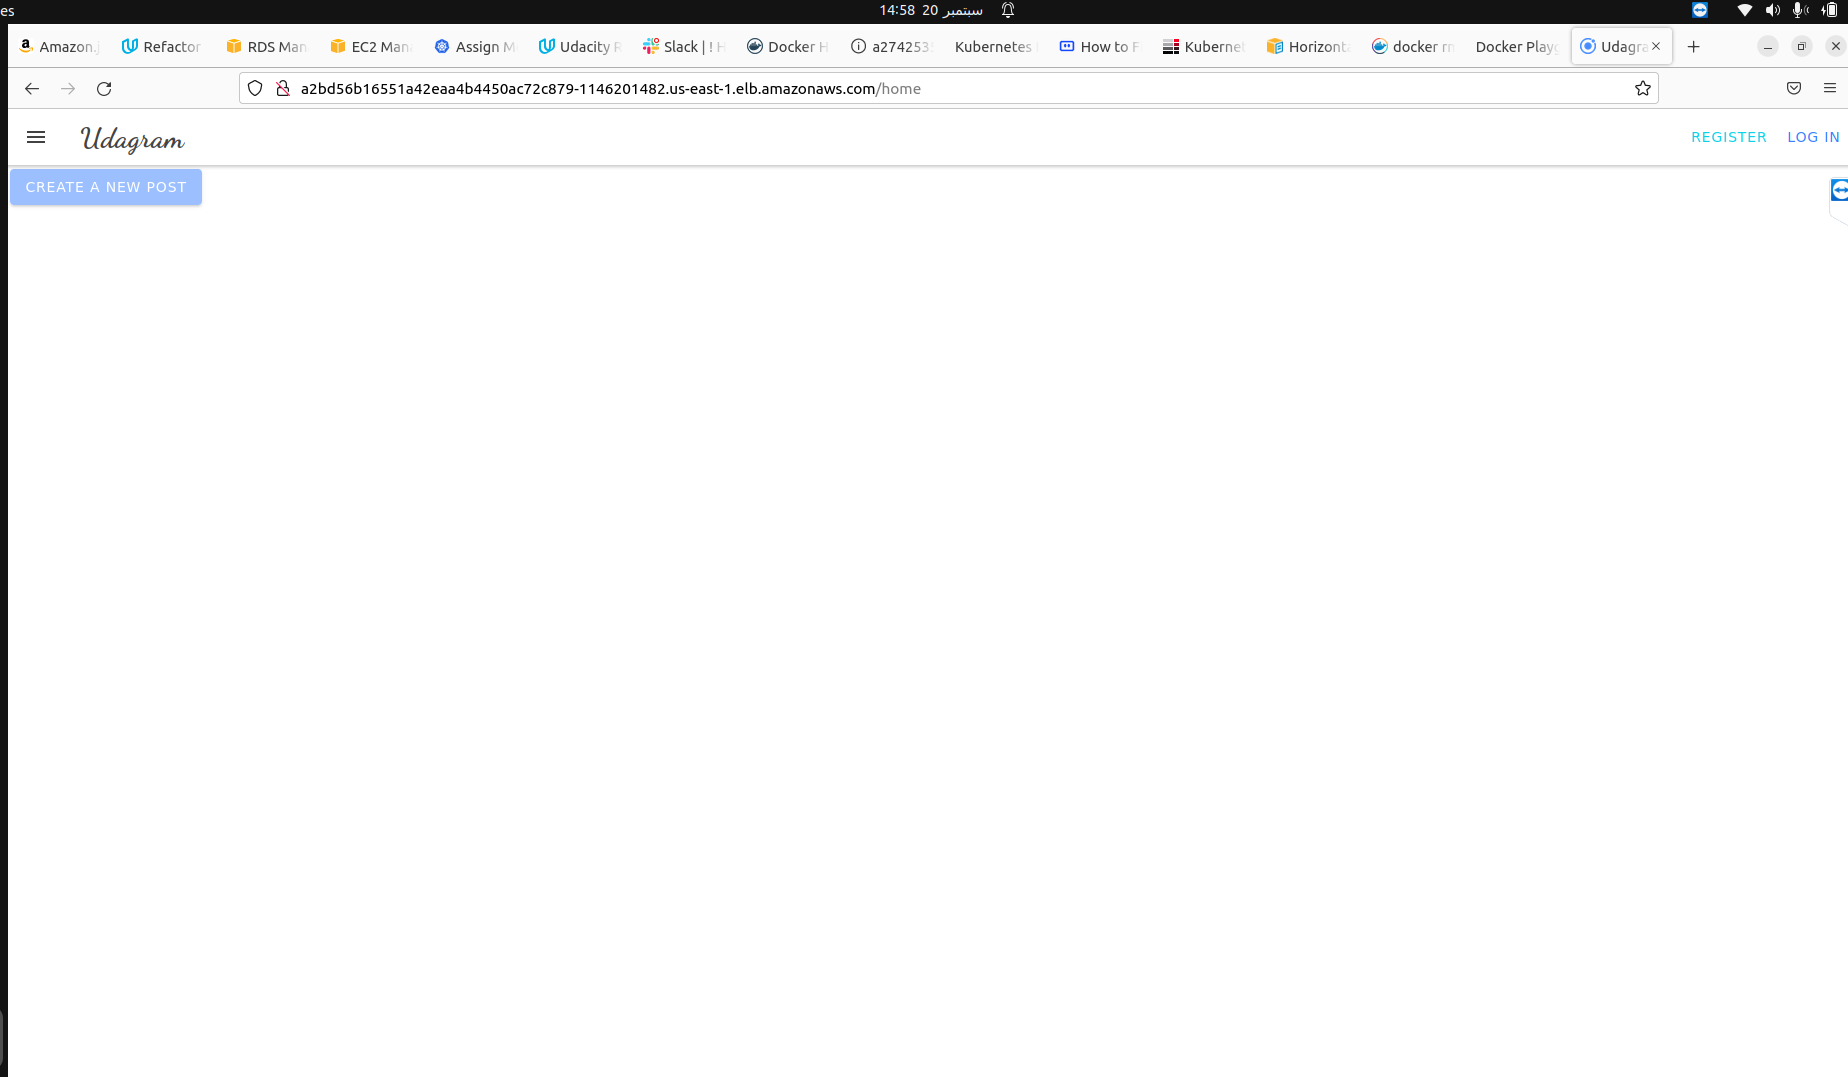 es
14:58 20 سبتمبر
Amazon.j Refactor RDS Man EC2 Man Assign M Udacity R Slack | ! H Docker H a274253 Kubernetes How to F Kuberne Horizont docker rn Docker Playg Udagra
a2bd56b16551a42eaa4b4450ac72c879-1146201482.us-east-1.elb.amazonaws.com/home
Udagram REGISTER LOG IN
CREATE A NEW POST